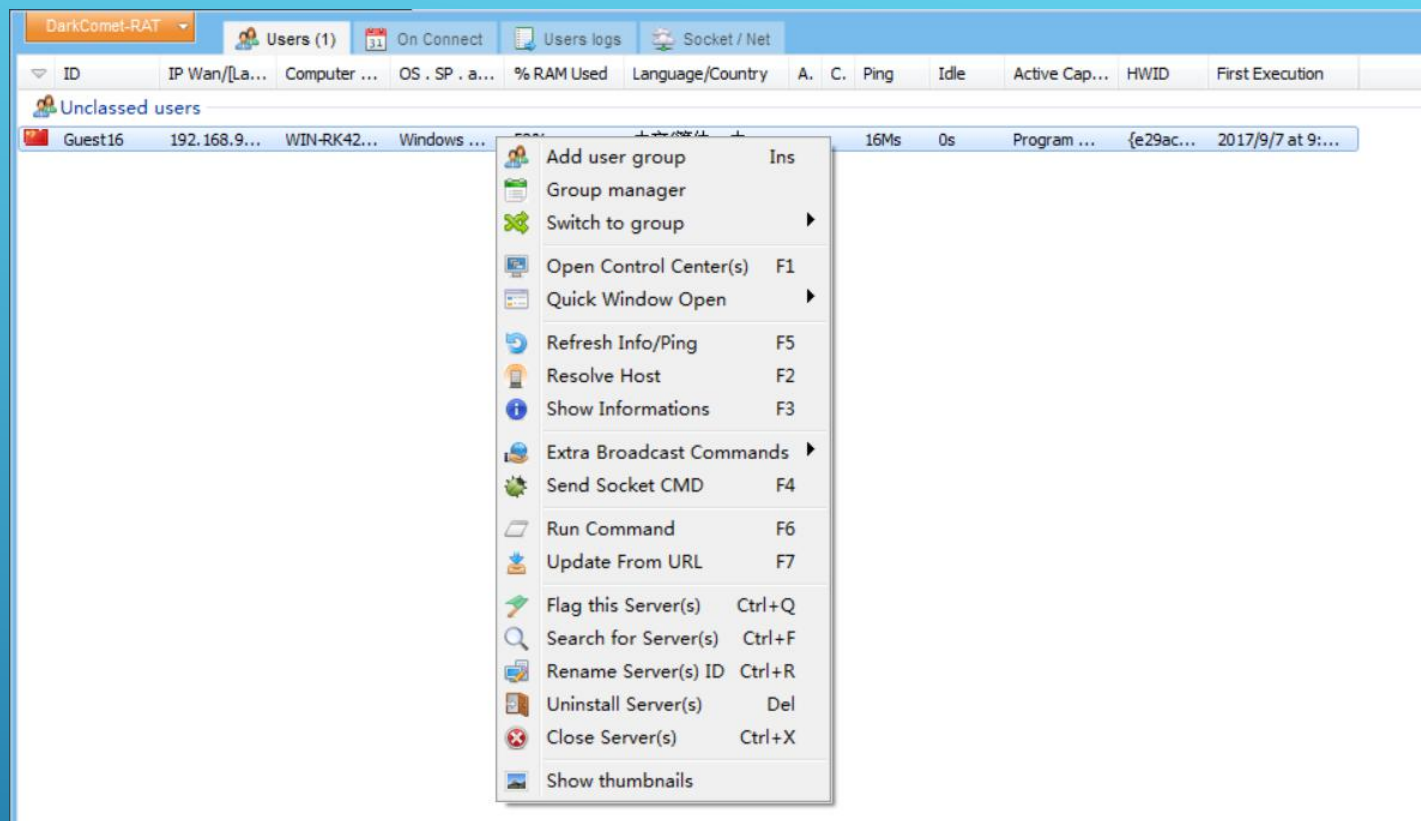 DarkComet-RAT
Users (1)
On Connect
Users logs
Socket / Net
ID IP Wan/[La... Computer ... OS . SP . a... % RAM Used Language/Country A. C. Ping Idle Active Cap... HWID First Execution
Unclassed users
Guest16 192.168.9... WIN-RK42... Windows ... 16Ms 0s Program ... {e29ac... 2017/9/7 at 9:...
Add user group Ins
Group manager
Switch to group
Open Control Center(s) F1
Quick Window Open
Refresh Info/Ping F5
Resolve Host F2
Show Informations F3
Extra Broadcast Commands
Send Socket CMD F4
Run Command F6
Update From URL F7
Flag this Server(s) Ctrl+Q
Search for Server(s) Ctrl+F
Rename Server(s) ID Ctrl+R
Uninstall Server(s) Del
Close Server(s) Ctrl+X
Show thumbnails